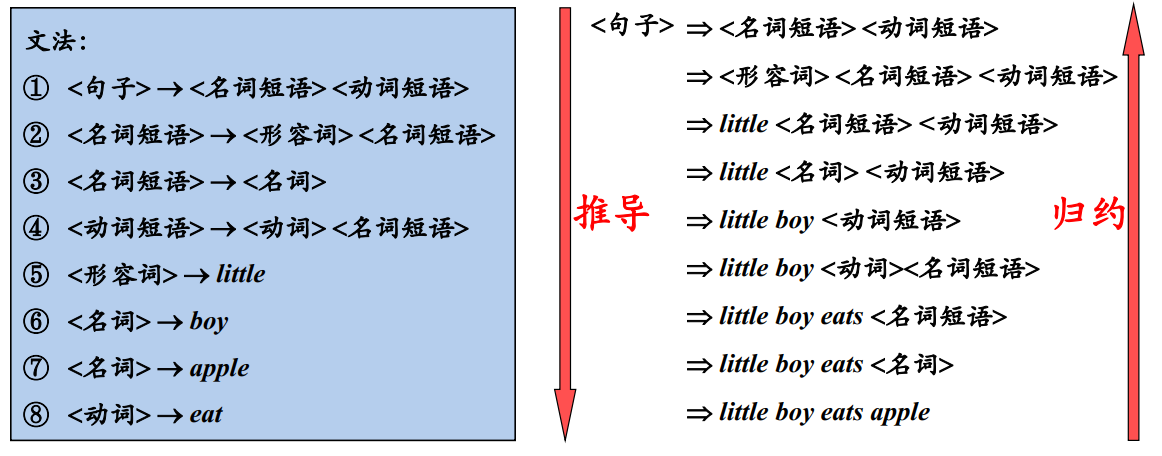 文法：
① <句子> → <名词短语><动词短语>
② <名词短语> → <形容词> <名词短语>
③ <名词短语> → <名词>
④ <动词短语> → <动词> <名词短语>
⑤ <形容词> → little
⑥ <名词> → boy
⑦ <名词> → apple
⑧ <动词> → eat
推导
<句子> ⇒ <名词短语> <动词短语>
⇒ <形容词> <名词短语> <动词短语>
⇒ little <名词短语> <动词短语>
⇒ little <名词> <动词短语>
⇒ little boy <动词短语>
⇒ little boy <动词><名词短语>
⇒ little boy eats <名词短语>
⇒ little boy eats <名词>
⇒ little boy eats apple
归约